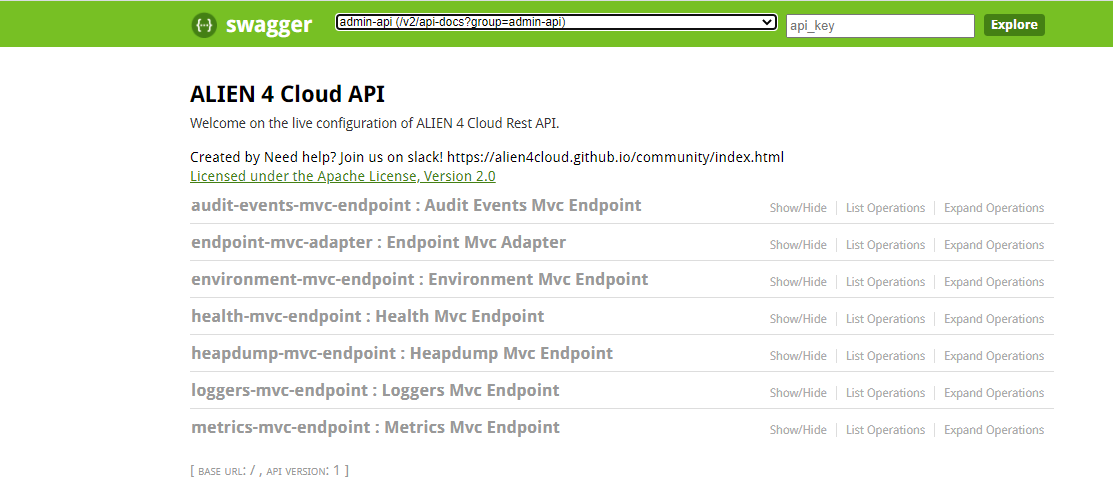 {···} swagger admin-api (/v2/api-docs?group=admin-api) api_key Explore
ALIEN 4 Cloud API
Welcome on the live configuration of ALIEN 4 Cloud Rest API.
Created by Need help? Join us on slack! https://alien4cloud.github.io/community/index.html
Licensed under the Apache License, Version 2.0
audit-events-mvc-endpoint : Audit Events Mvc Endpoint Show/Hide List Operations Expand Operations
endpoint-mvc-adapter : Endpoint Mvc Adapter Show/Hide List Operations Expand Operations
environment-mvc-endpoint : Environment Mvc Endpoint Show/Hide List Operations Expand Operations
health-mvc-endpoint : Health Mvc Endpoint Show/Hide List Operations Expand Operations
heapdump-mvc-endpoint : Heapdump Mvc Endpoint Show/Hide List Operations Expand Operations
loggers-mvc-endpoint : Loggers Mvc Endpoint Show/Hide List Operations Expand Operations
metrics-mvc-endpoint : Metrics Mvc Endpoint Show/Hide List Operations Expand Operations
[ BASE URL: / , API VERSION: 1 ]